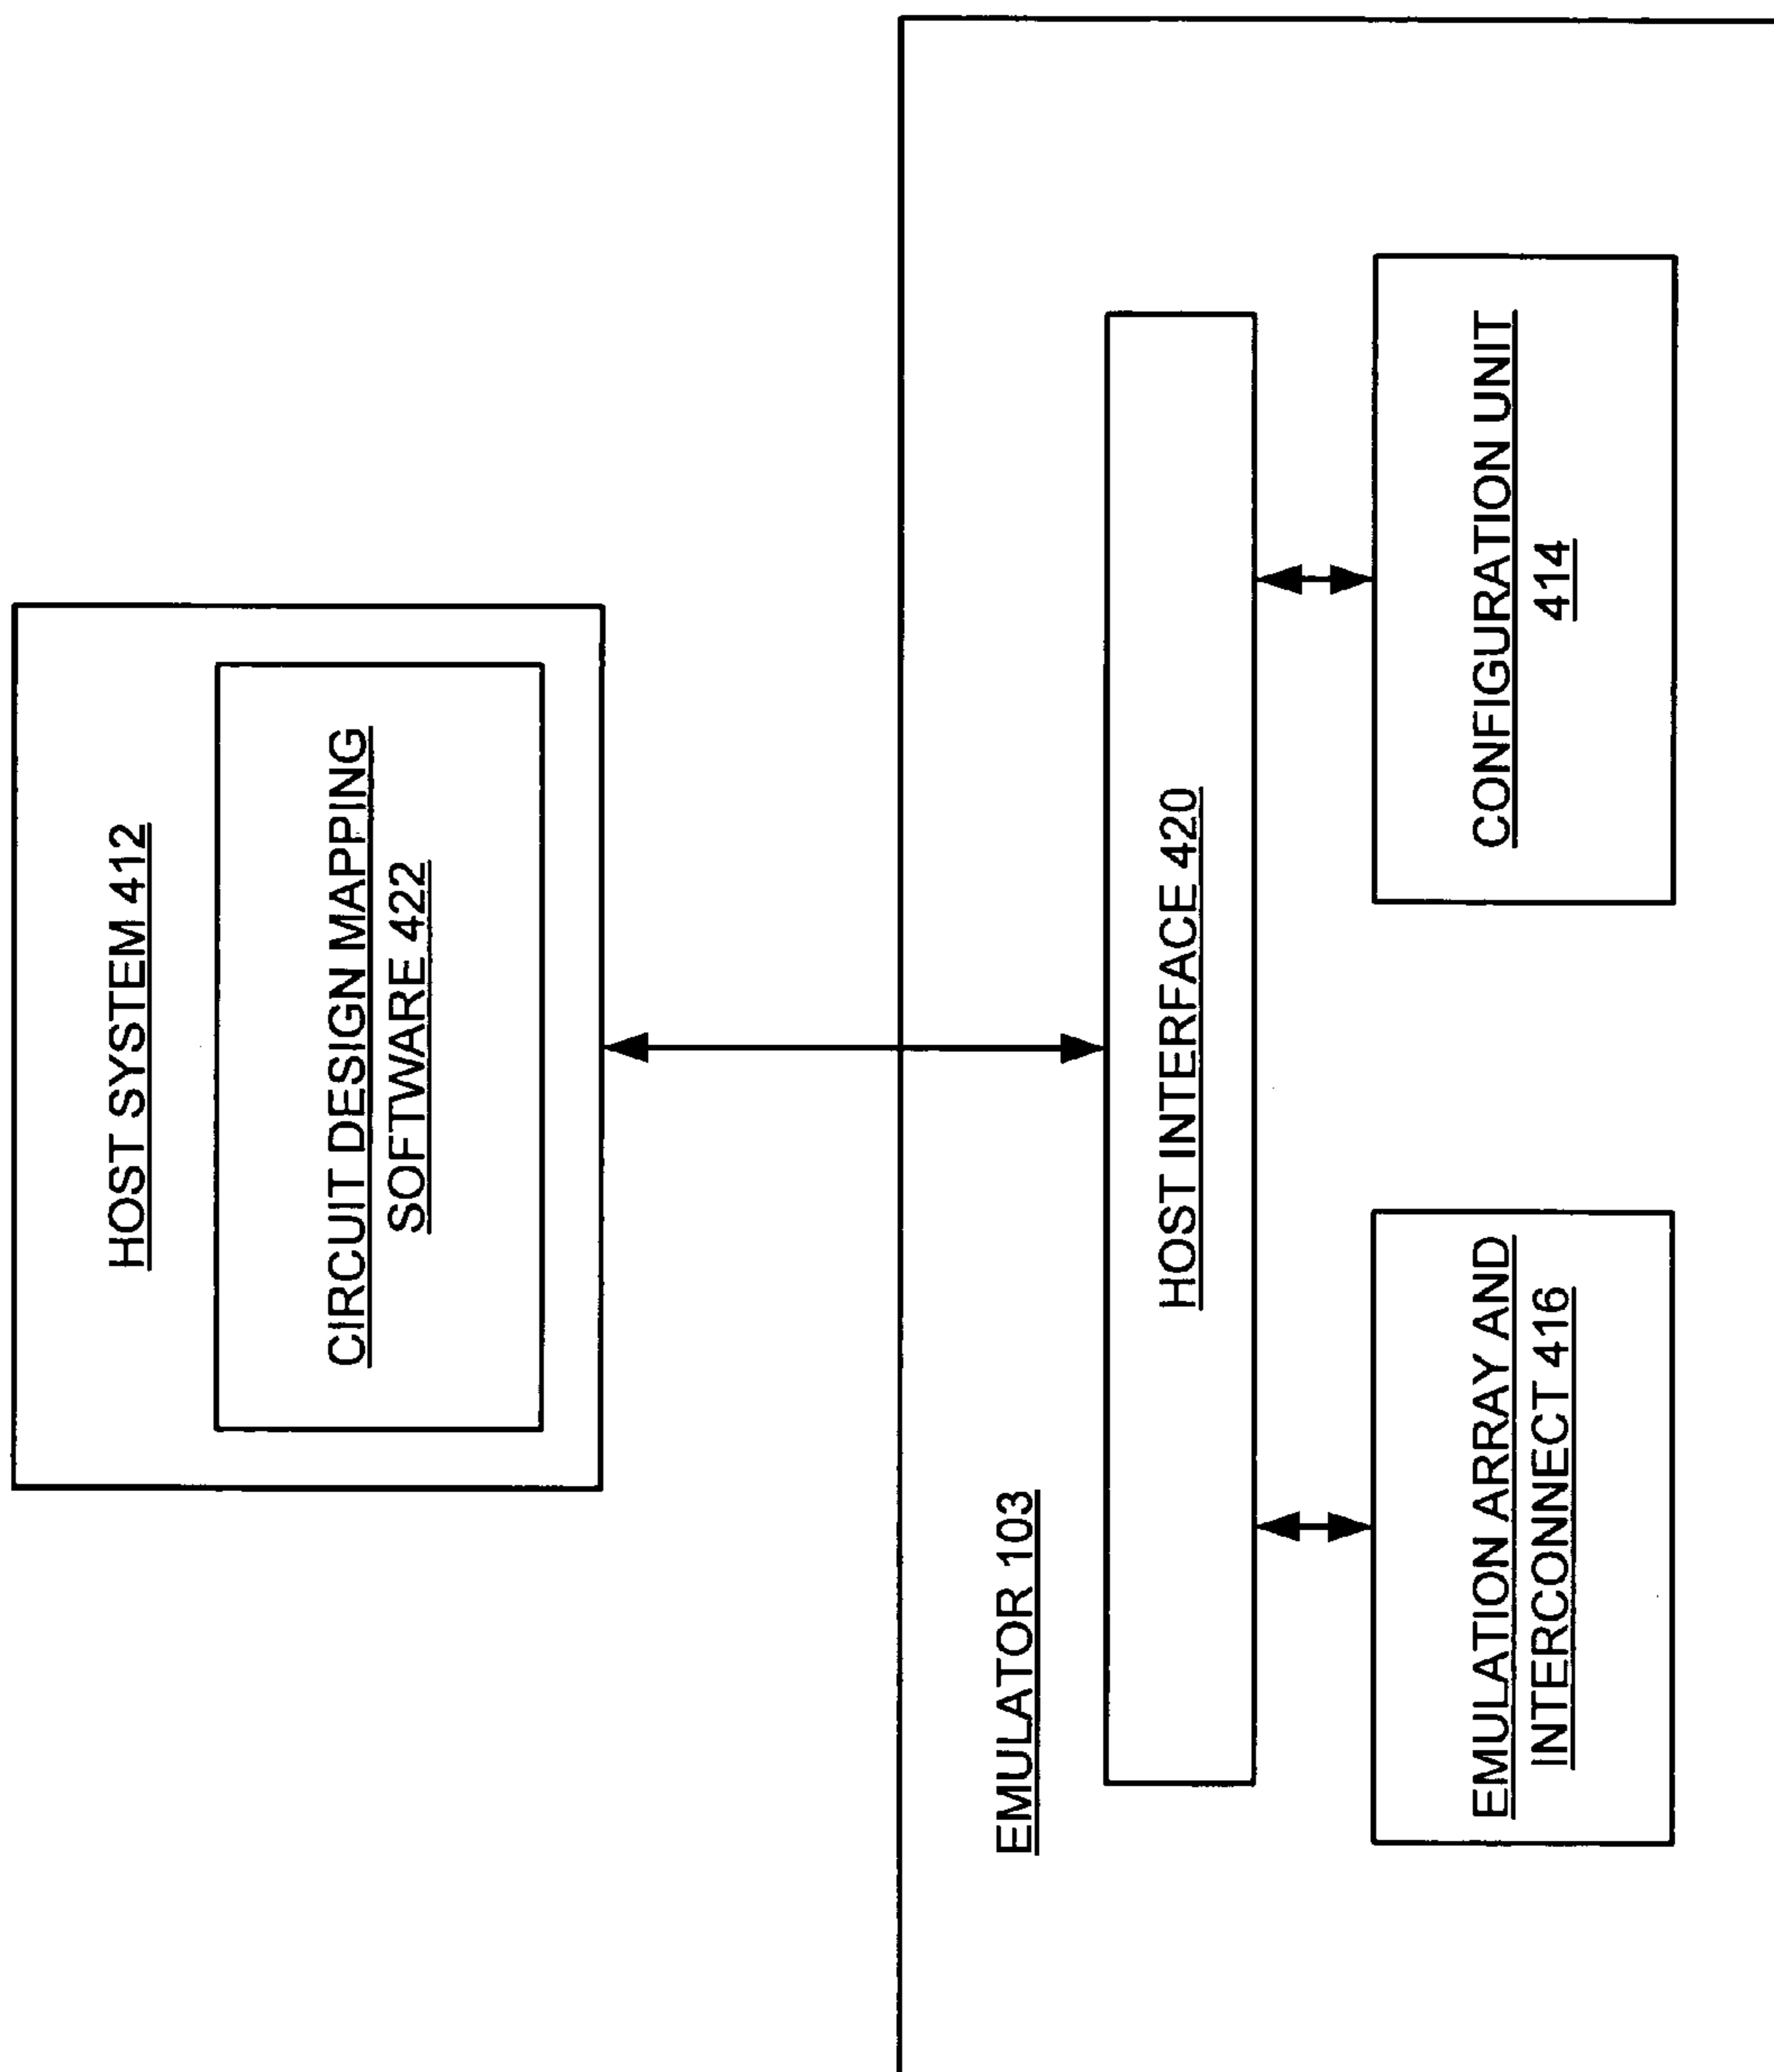 HOST SYSTEM 412
CIRCUIT DESIGN MAPPING
SOFTWARE 422
EMULATOR 103
HOST INTERFACE 420
EMULATION ARRAY AND
INTERCONNECT 416
CONFIGURATION UNIT
414